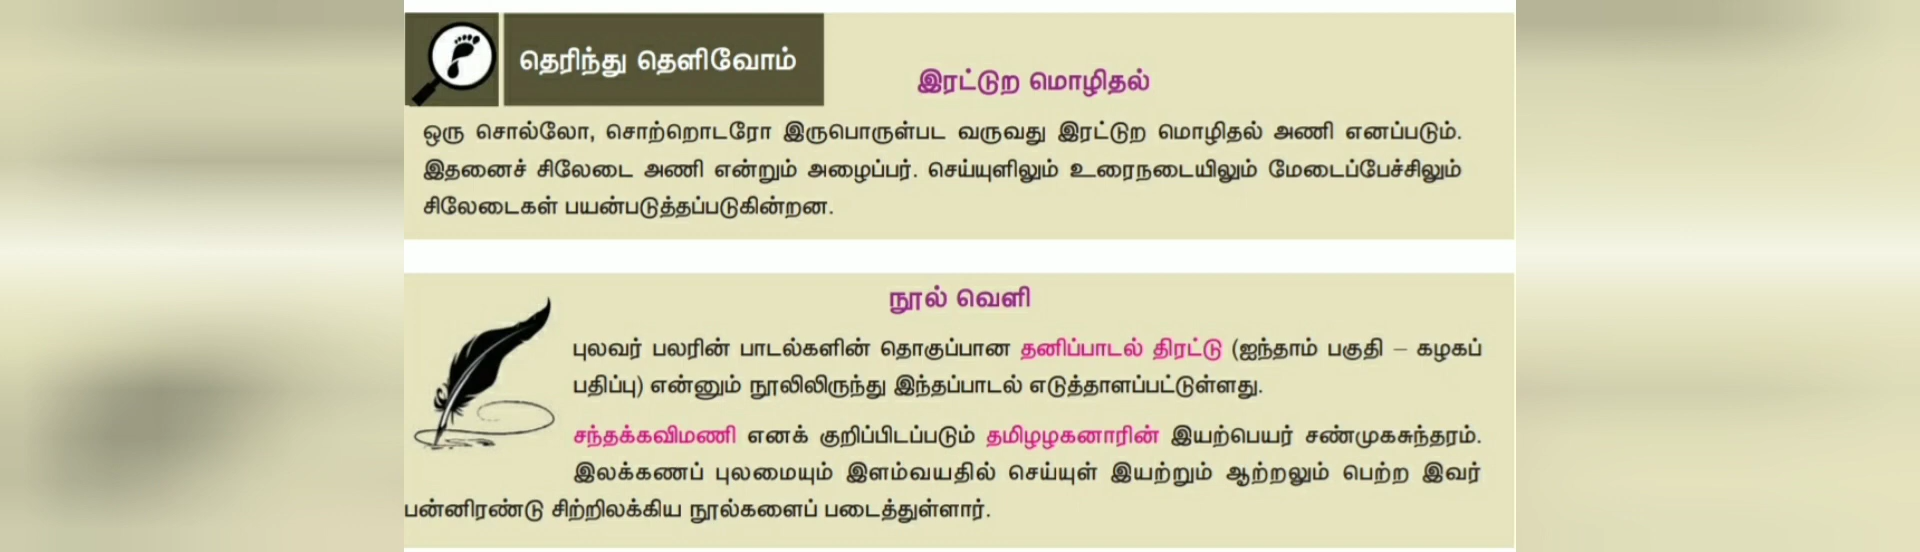 தெரிந்து தெளிவோம்
இரட்டுற மொழிதல்
ஒரு சொல்லோ, சொற்றொடரோ இருபொருள்பட வருவது இரட்டுற மொழிதல் அணி எனப்படும்.
இதனைச் சிலேடை அணி என்றும் அழைப்பர். செய்யுளிலும் உரைநடையிலும் மேடைப்பேச்சிலும்
சிலேடைகள் பயன்படுத்தப்படுகின்றன.
நூல் வெளி
புலவர் பலரின் பாடல்களின் தொகுப்பான தனிப்பாடல் திரட்டு (ஐந்தாம் பகுதி – கழகப்
பதிப்பு) என்னும் நூலிலிருந்து இந்தப்பாடல் எடுத்தாளப்பட்டுள்ளது.
சந்தக்கவிமணி எனக் குறிப்பிடப்படும் தமிழழகனாரின் இயற்பெயர் சண்முகசுந்தரம்.
இலக்கணப் புலமையும் இளம்வயதில் செய்யுள் இயற்றும் ஆற்றலும் பெற்ற இவர்
பன்னிரண்டு சிற்றிலக்கிய நூல்களைப் படைத்துள்ளார்.